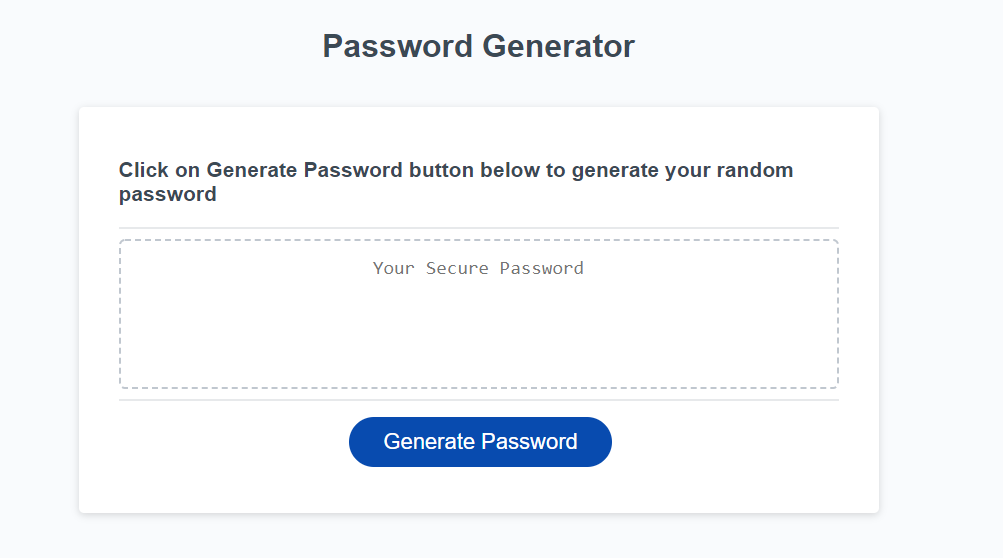 Password Generator
Click on Generate Password button below to generate your random
password
Your Secure Password
Generate Password